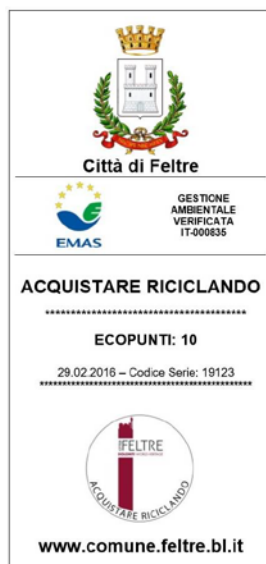 Città di Feltre
EMAS
GESTIONE
AMBIENTALE
VERIFICATA
IT-000835
ACQUISTARE RICICLANDO
****************************************
ECOPUNTI: 10
29.02.2016 – Codice Serie: 19123
**************************************************
FELTRE
ACQUISTARE RICICLANDO
www.comune.feltre.bl.it